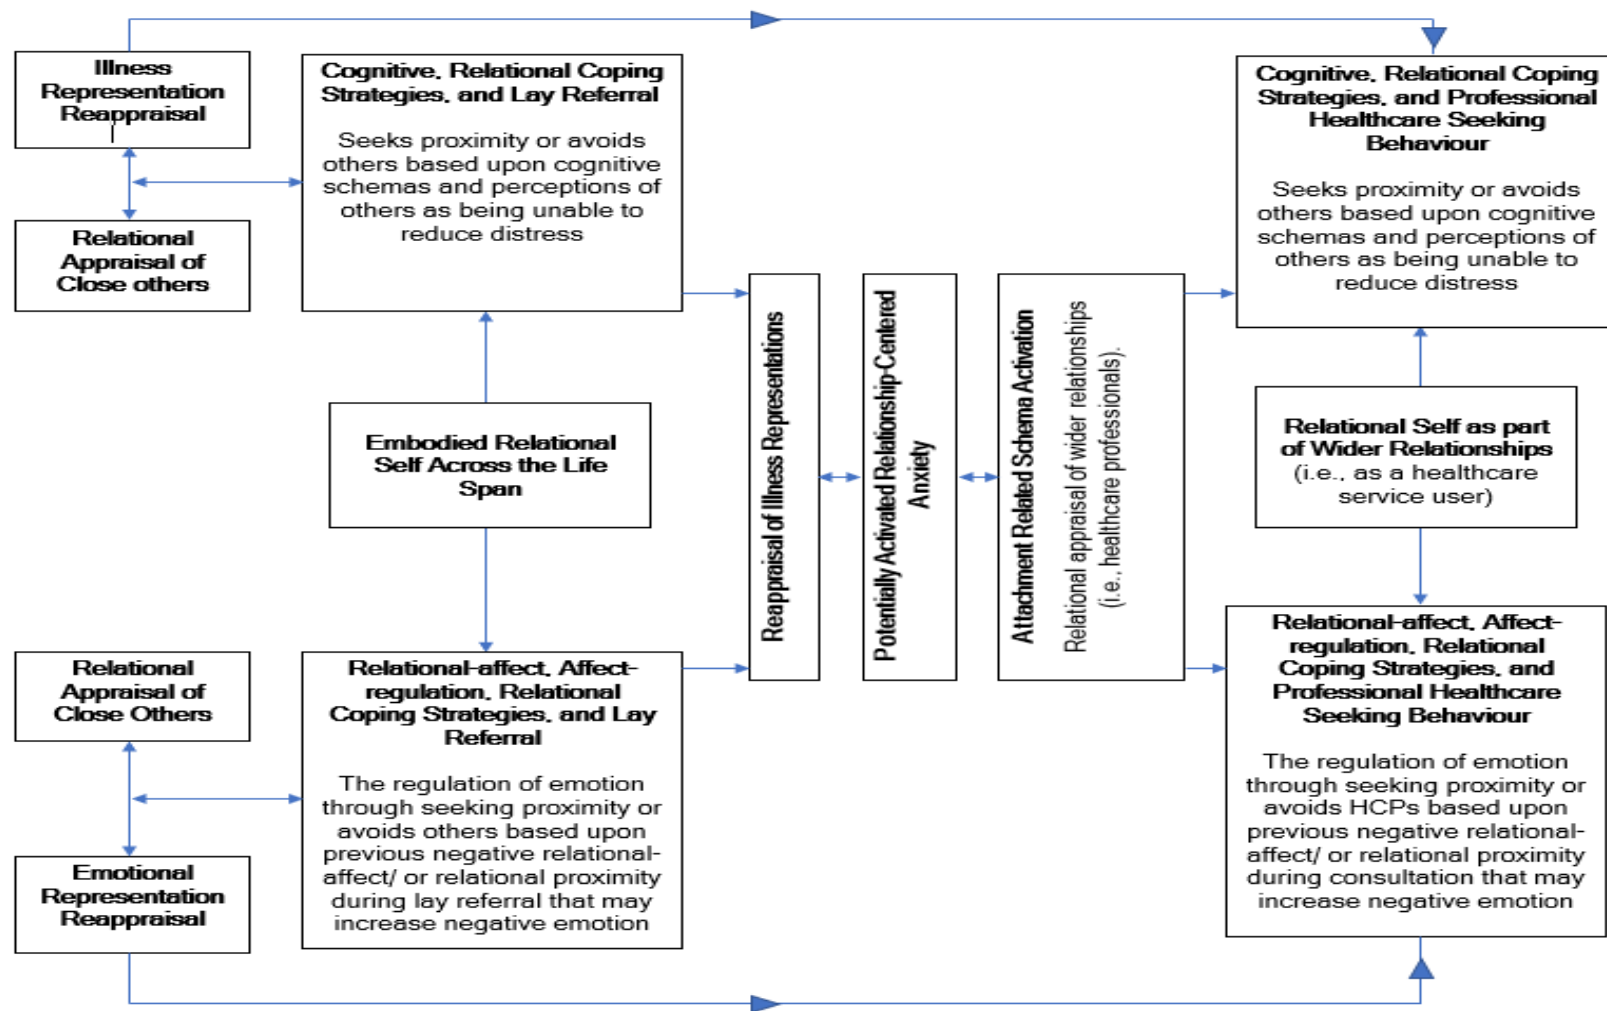 Illness
Representation
Reappraisal
Relational
Appraisal of
Close others
Cognitive, Relational Coping
Strategies, and Lay Referral
Seeks proximity or avoids
others based upon cognitive
schemas and perceptions of
others as being unable to
reduce distress
Embodied Relational
Self Across the Life
Span
Relational
Appraisal of
Close Others
Emotional
Representation
Reappraisal
Relational-affect, Affect-
regulation, Relational
Coping Strategies, and Lay
Referral
The regulation of emotion
through seeking proximity or
avoids others based upon
previous negative relational-
affect/ or relational proximity
during lay referral that may
increase negative emotion
Reappraisal of Illness Representations
Potentially Activated Relationship-Centered
Anxiety
Attachment Related Schema Activation
Relational appraisal of wider relationships
(i.e., healthcare professionals).
Cognitive, Relational Coping
Strategies, and Professional
Healthcare Seeking
Behaviour
Seeks proximity or avoids
others based upon cognitive
schemas and perceptions of
others as being unable to
reduce distress
Relational Self as part
of Wider Relationships
(i.e., as a healthcare
service user)
Relational-affect, Affect-
regulation, Relational
Coping Strategies, and
Professional Healthcare
Seeking Behaviour
The regulation of emotion
through seeking proximity or
avoids HCPs based upon
previous negative relational-
affect/ or relational proximity
during consultation that may
increase negative emotion